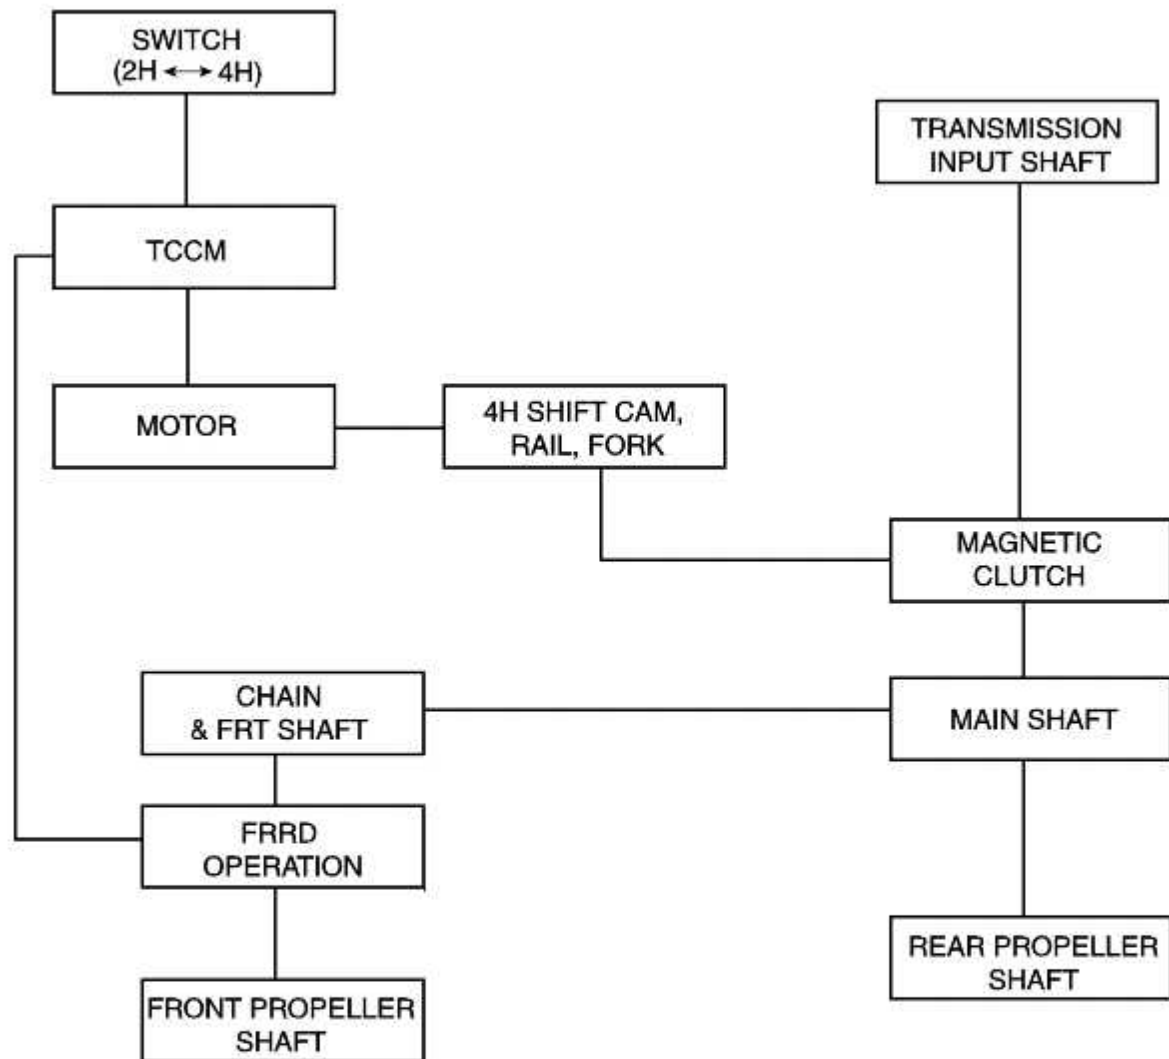 SWITCH
(2H ↔ 4H)
TRANSMISSION
INPUT SHAFT
TCCM
MOTOR
4H SHIFT CAM,
RAIL, FORK
MAGNETIC
CLUTCH
CHAIN
& FRT SHAFT
MAIN SHAFT
FRRD
OPERATION
REAR PROPELLER
SHAFT
FRONT PROPELLER
SHAFT